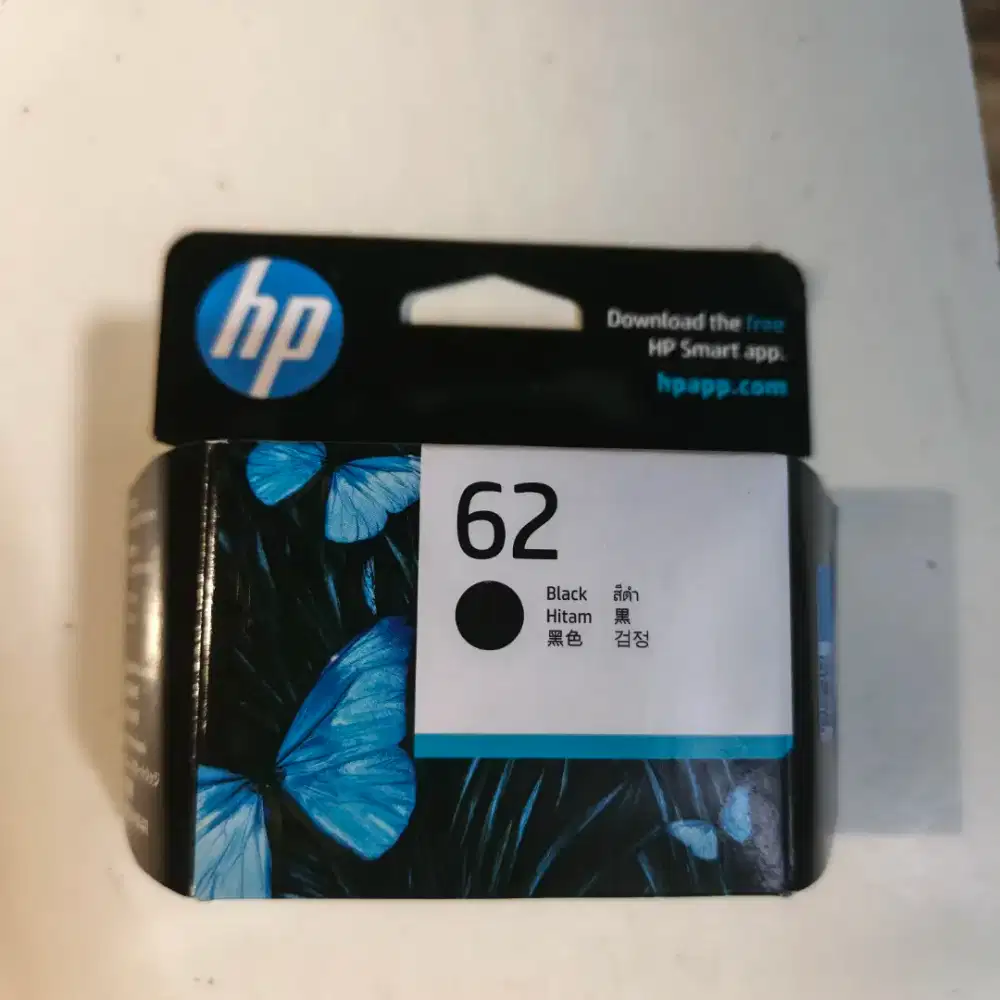 hp
Download the free
HP Smart app.
hpapp.com
62
Black สีดำ
Hitam 黒
黑色 검정